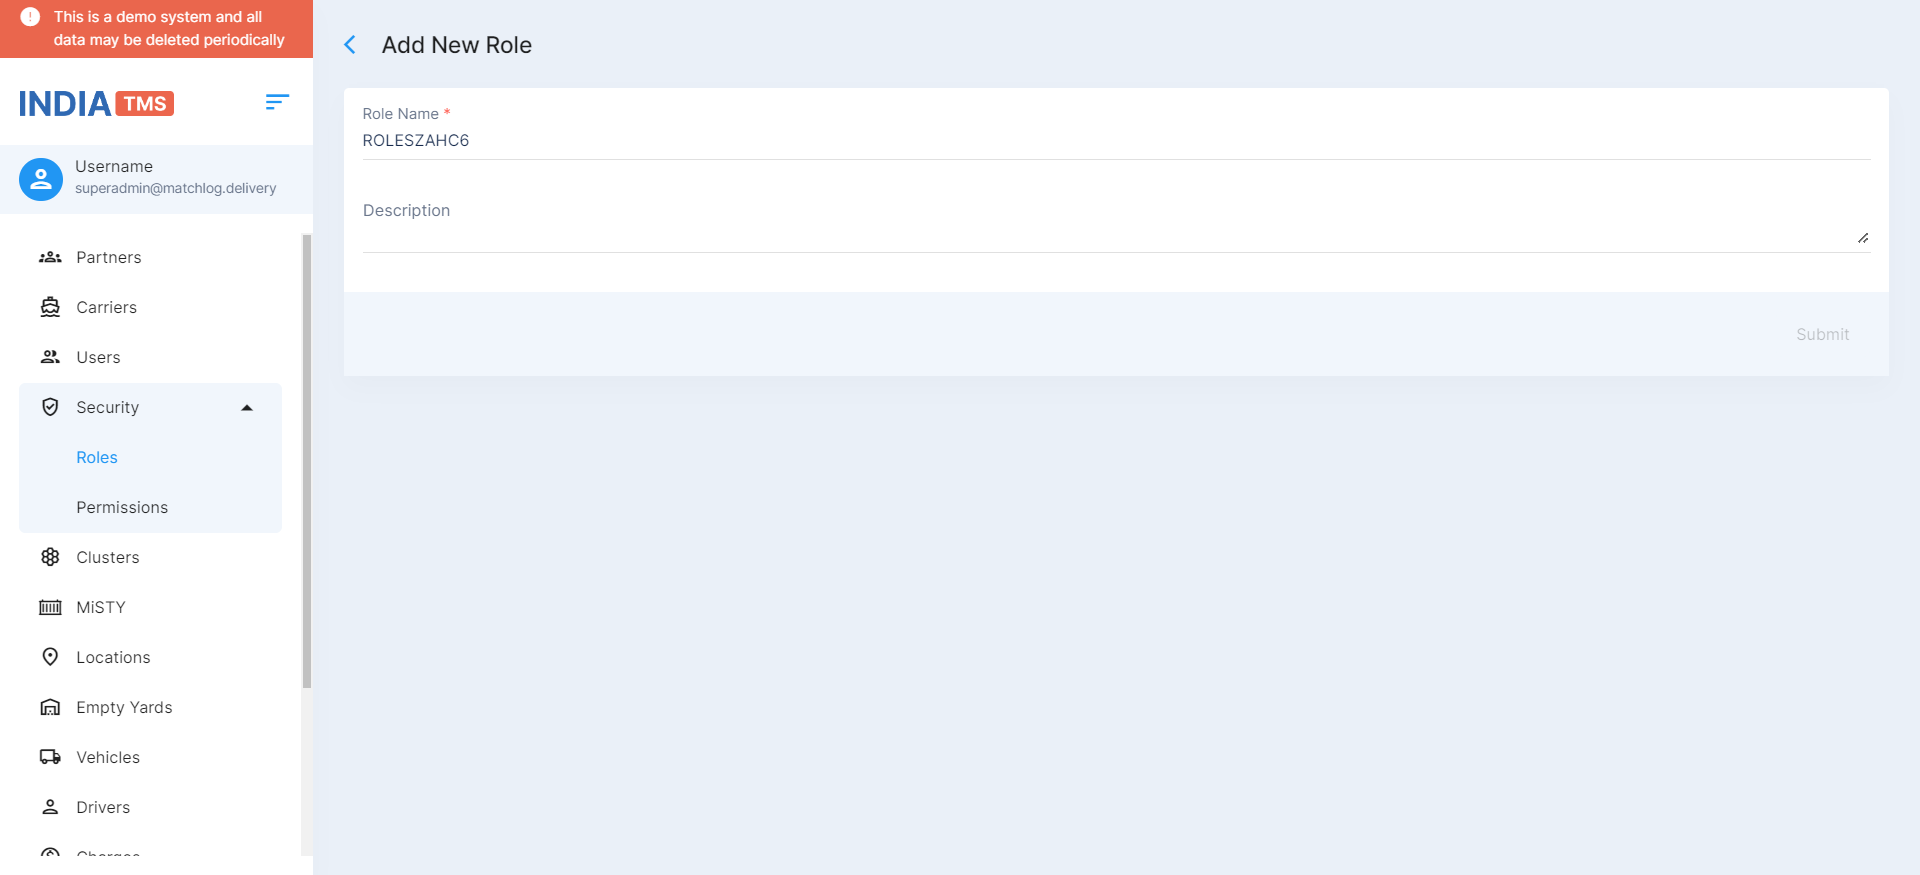 This is a demo system and all
data may be deleted periodically
INDIA TMS
Username
superadmin@matchlog.delivery
Partners
Carriers
Users
Security
Roles
Permissions
Clusters
MiSTY
Locations
Empty Yards
Vehicles
Drivers
Charges
Add New Role
Role Name *
ROLESZAHC6
Description
Submit